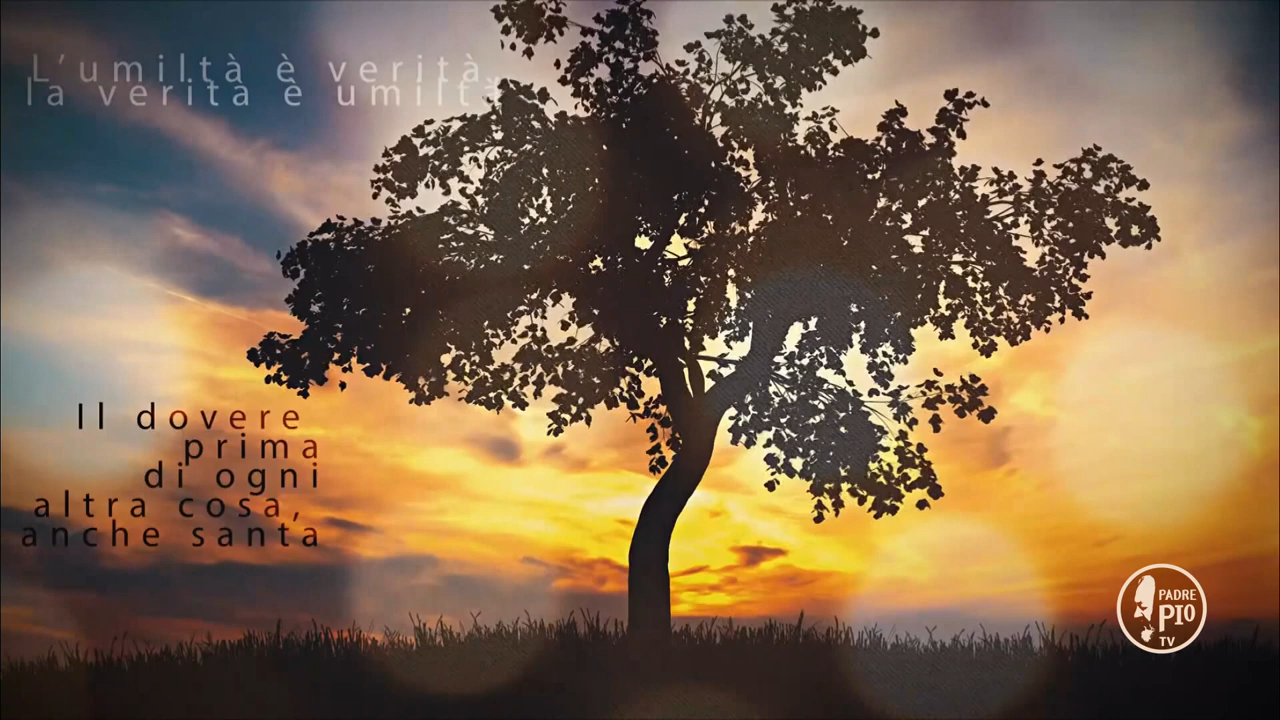 L'umiltà è verità,
la verità è umiltà
Il dovere
prima
di ogni
altra cosa,
anche santa
PADRE
PIO
TV